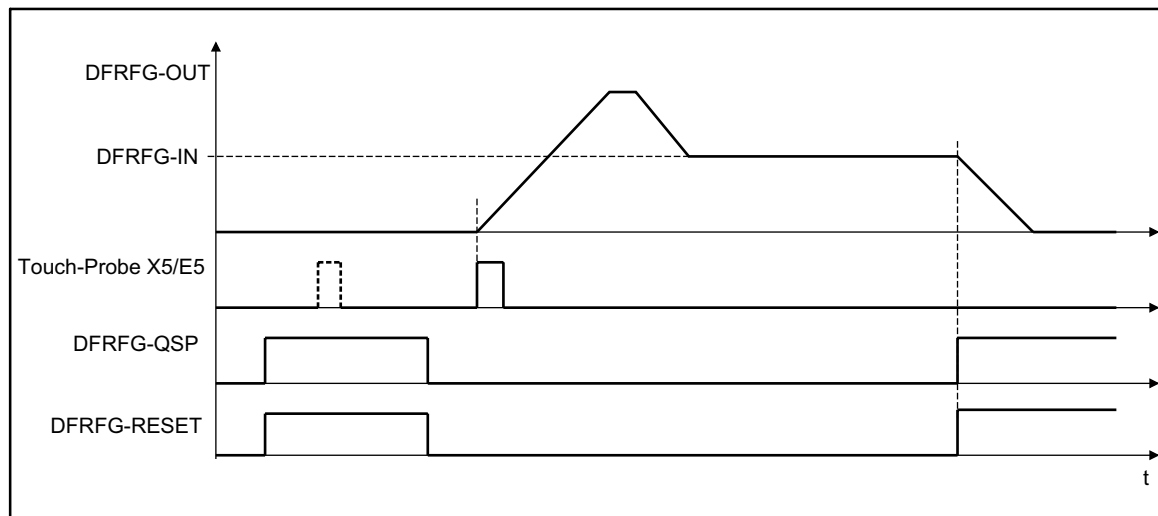 DFRFG-OUT
DFRFG-IN
Touch-Probe X5/E5
DFRFG-QSP
DFRFG-RESET
t